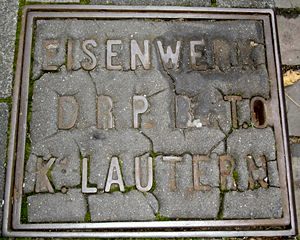 EISENWERK
D.R.P. D. T.O
K'LAUTERN